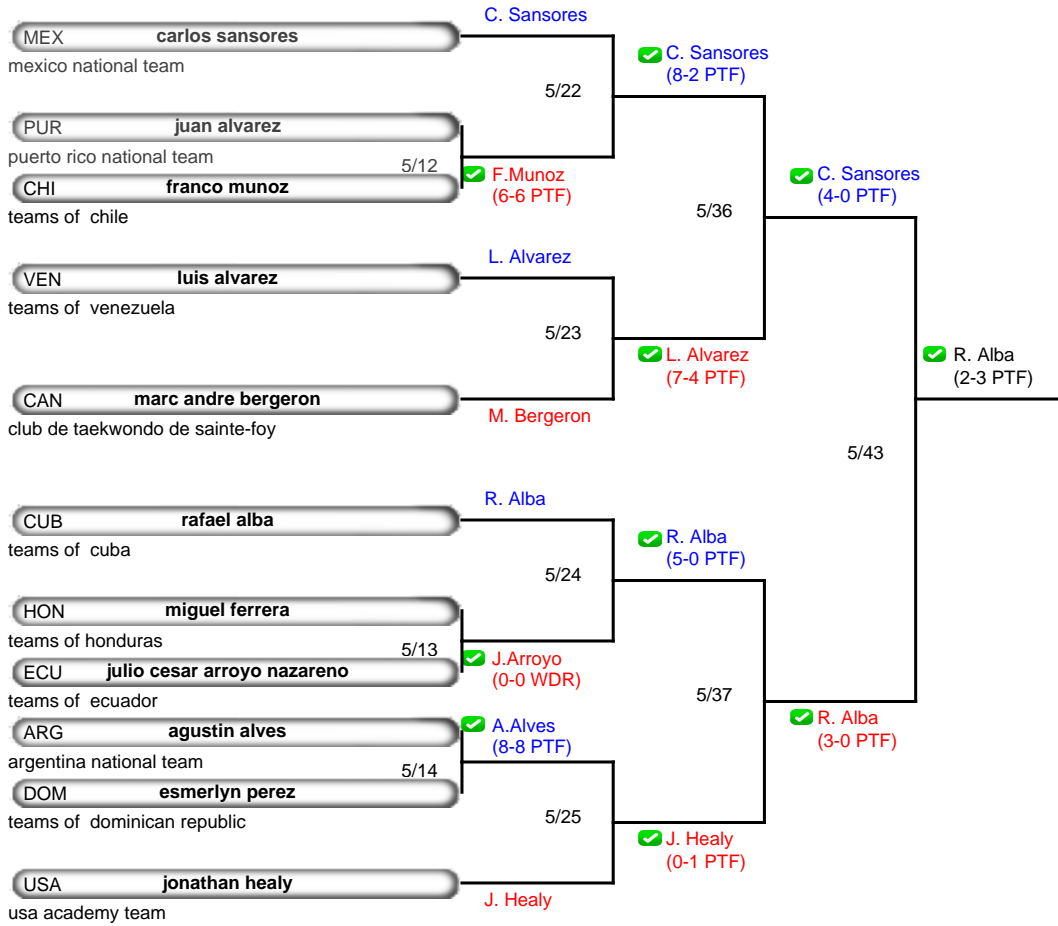 C. Sansores
MEX carlos sansores
mexico national team
C. Sansores
(8-2 PTF)
5/22
PUR juan alvarez
puerto rico national team
5/12
CHI franco munoz
teams of chile
F.Munoz
(6-6 PTF)
C. Sansores
(4-0 PTF)
5/36
L. Alvarez
VEN luis alvarez
teams of venezuela
5/23
L. Alvarez
(7-4 PTF)
R. Alba
(2-3 PTF)
CAN marc andre bergeron
M. Bergeron
club de taekwondo de sainte-foy
5/43
R. Alba
CUB rafael alba
teams of cuba
R. Alba
(5-0 PTF)
5/24
HON miguel ferrera
teams of honduras
5/13
ECU julio cesar arroyo nazareno
teams of ecuador
J.Arroyo
(0-0 WDR)
5/37
ARG agustin alves
argentina national team
A.Alves
(8-8 PTF)
R. Alba
(3-0 PTF)
5/14
DOM esmerlyn perez
teams of dominican republic
5/25
J. Healy
(0-1 PTF)
USA jonathan healy
J. Healy
usa academy team